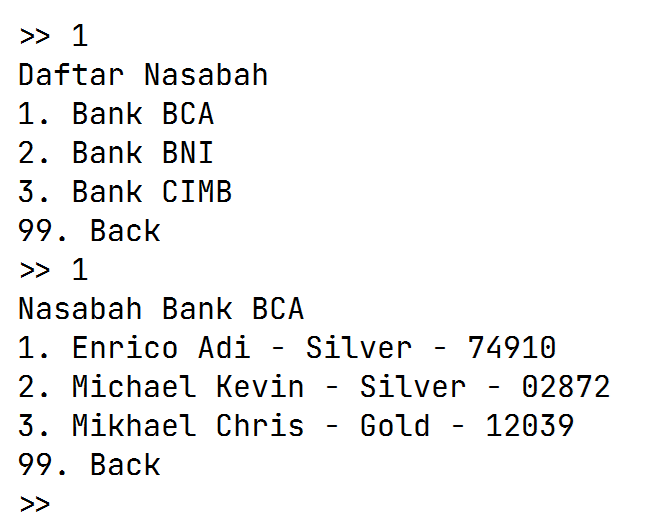 >> 1
Daftar Nasabah
1. Bank BCA
2. Bank BNI
3. Bank CIMB
99. Back
>> 1
Nasabah Bank BCA
1. Enrico Adi - Silver - 74910
2. Michael Kevin - Silver - 02872
3. Mikhael Chris - Gold - 12039
99. Back
>>